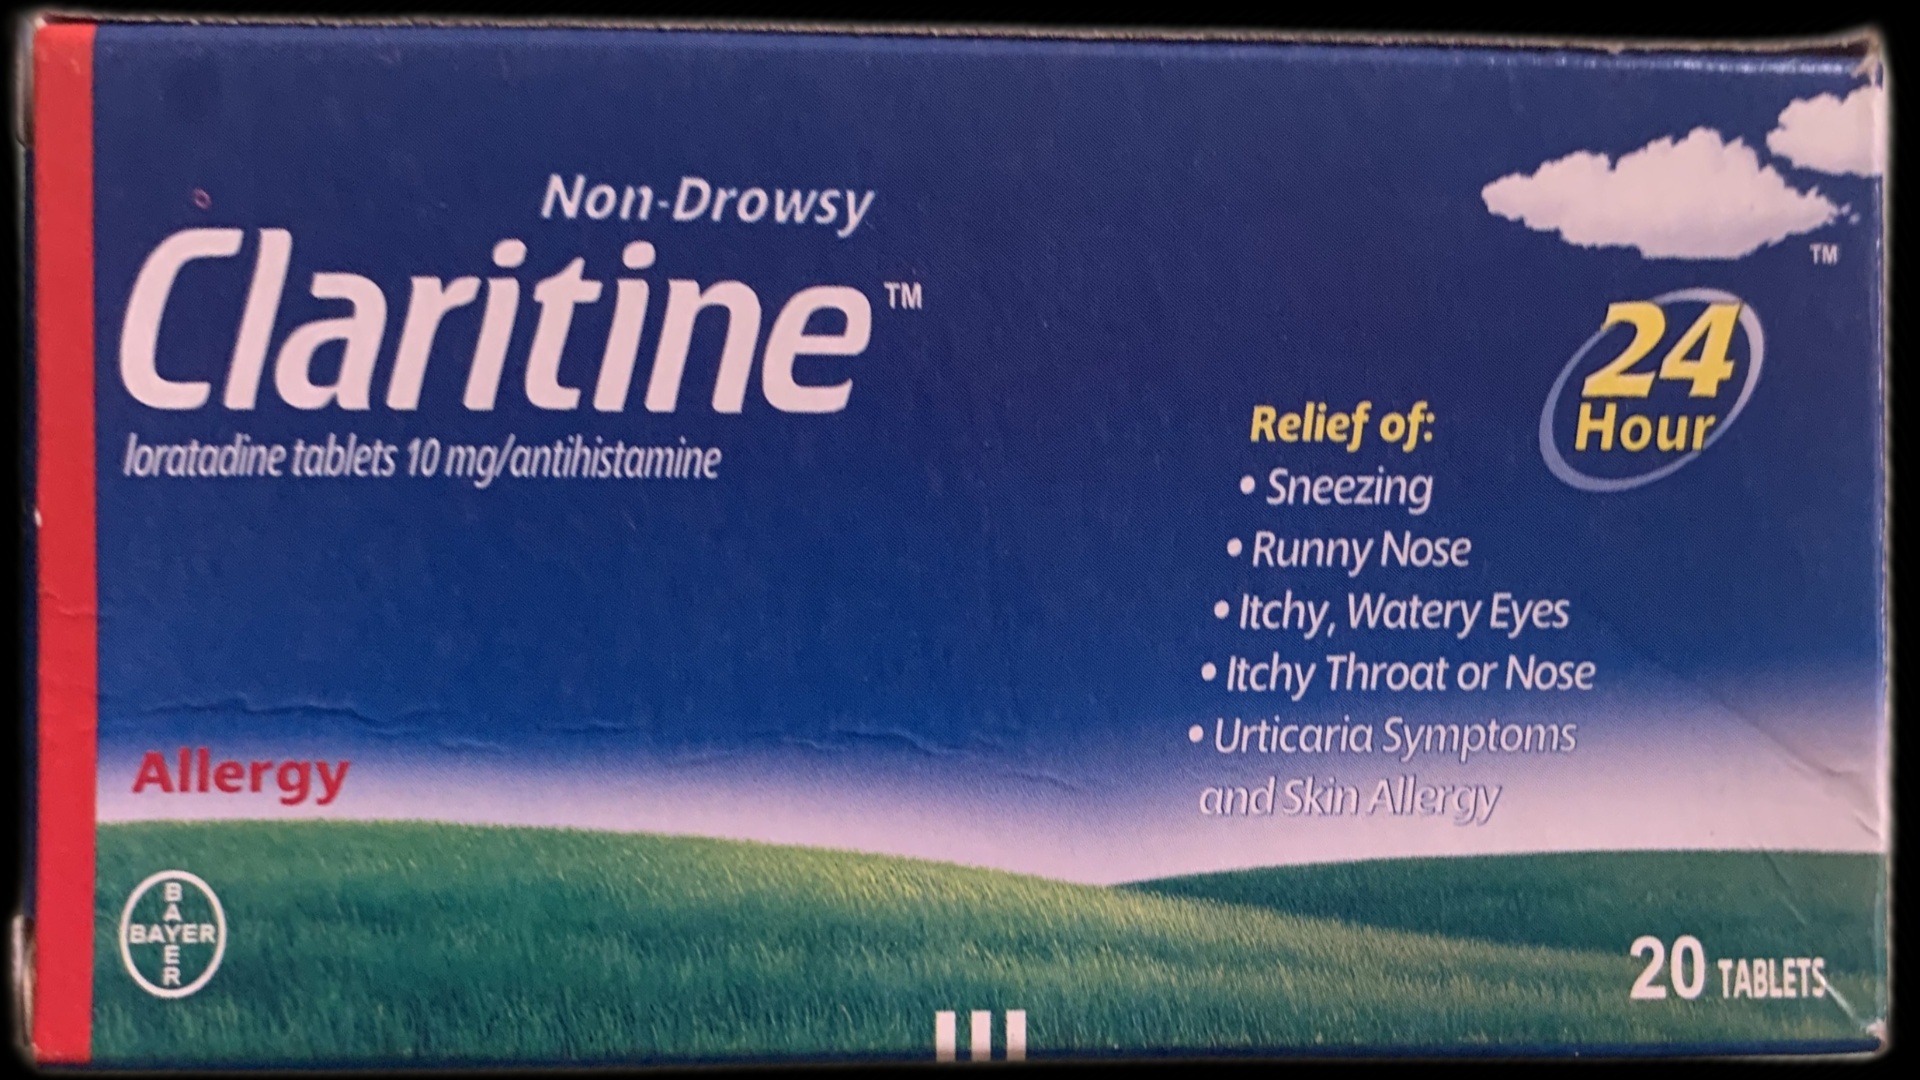 Non-Drowsy
Claritine™
loratadine tablets 10 mg/antihistamine
™
24
Hour
Relief of:
• Sneezing
• Runny Nose
• Itchy, Watery Eyes
• Itchy Throat or Nose
• Urticaria Symptoms
and Skin Allergy
Allergy
BAYER
BAYER
20 TABLETS